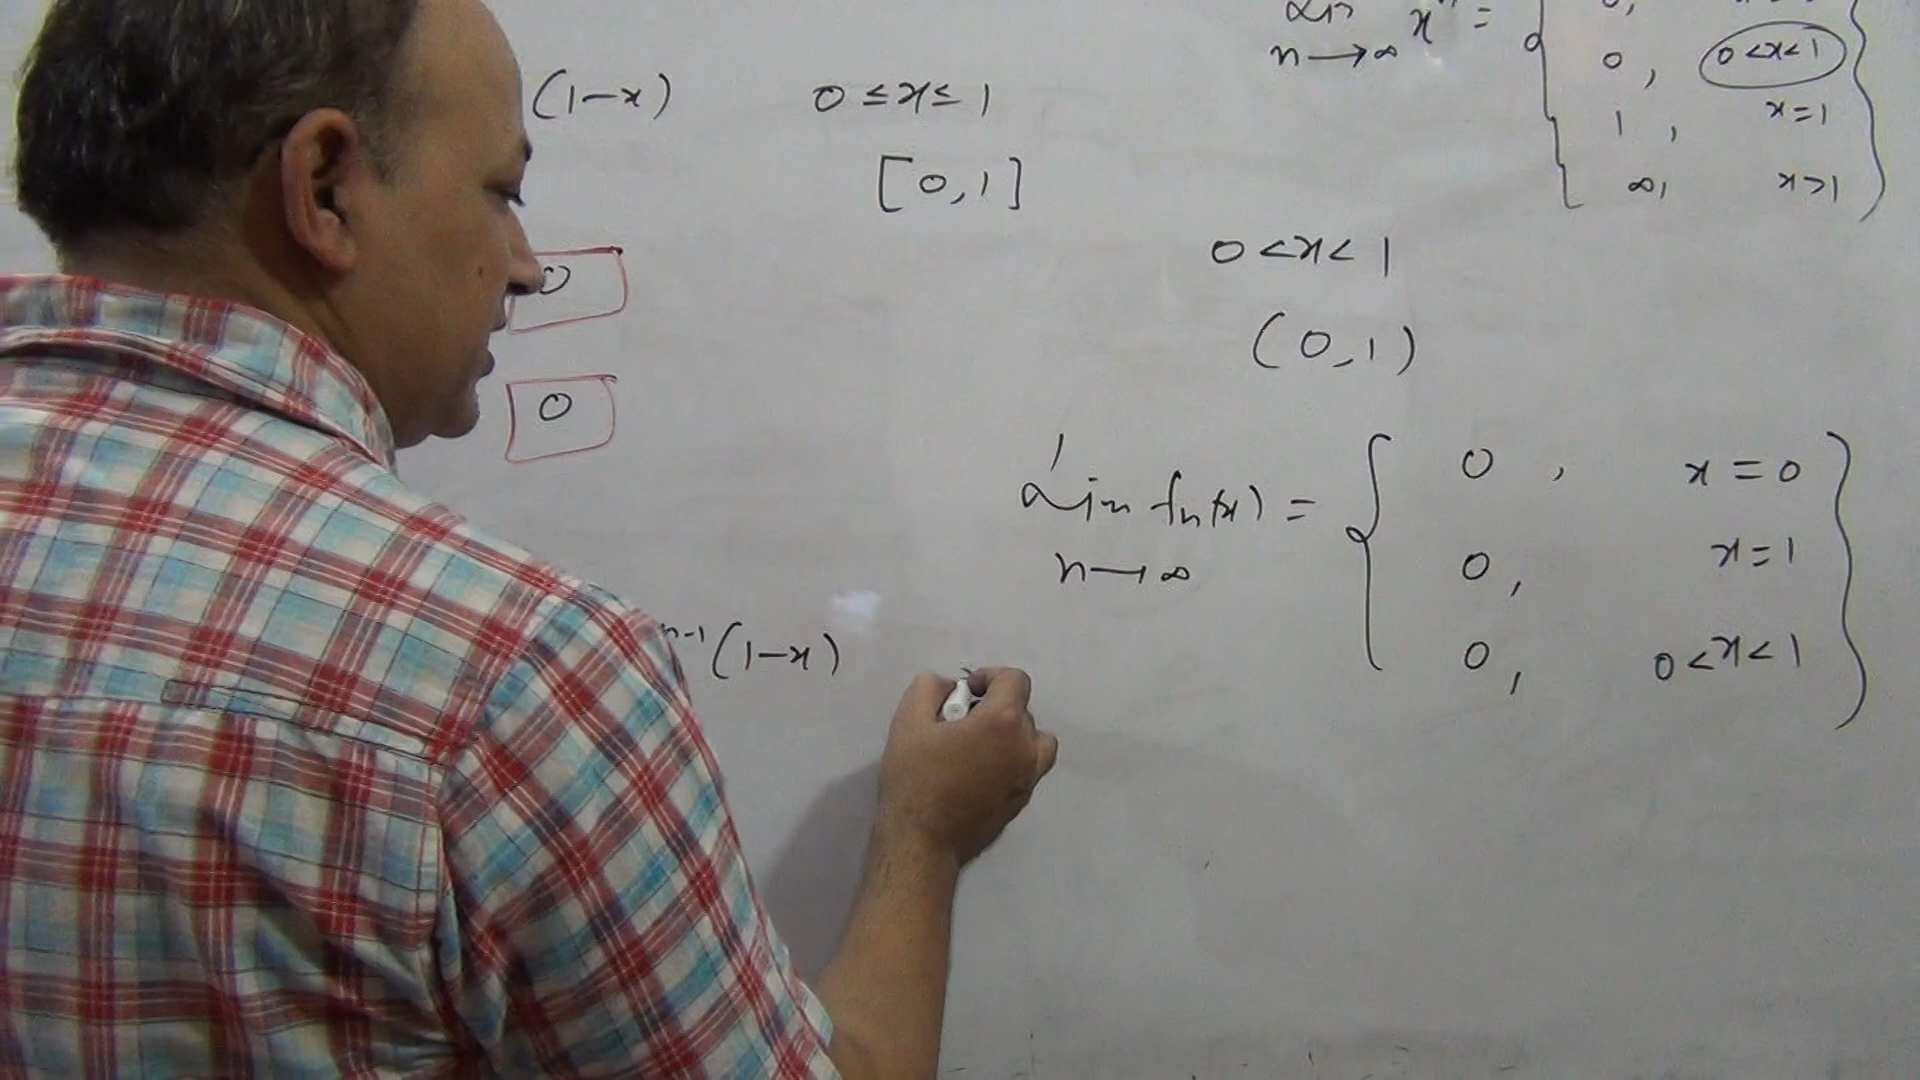 (1-x) 0 ≤ x ≤ 1
[0,1]
0
0
n-1 (1-x)
Lim x^n =
n→∞
0,
0, 0<x<1
1, x=1
∞, x>1
0 < x < 1
(0,1)
Lim fn(x) =
n→∞
0, x=0
0, x=1
0, 0<x<1